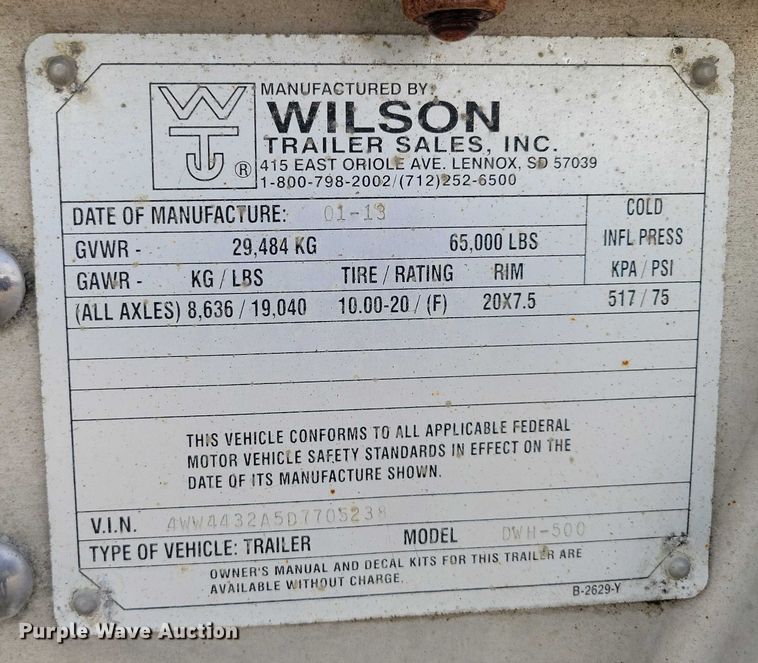 WTJ ®
MANUFACTURED BY:
WILSON
TRAILER SALES, INC.
415 EAST ORIOLE AVE. LENNOX, SD 57039
1-800-798-2002/(712)252-6500
DATE OF MANUFACTURE: 01-13
COLD
INFL PRESS
KPA/PSI
GVWR - 29,484 KG 65,000 LBS
GAWR - KG / LBS TIRE / RATING RIM
(ALL AXLES) 8,636 / 19,040 10.00-20 / (F) 20X7.5 517 / 75
THIS VEHICLE CONFORMS TO ALL APPLICABLE FEDERAL
MOTOR VEHICLE SAFETY STANDARDS IN EFFECT ON THE
DATE OF ITS MANUFACTURE SHOWN.
V.I.N. 4WW4432A5D7705238
TYPE OF VEHICLE: TRAILER MODEL DWH-500
OWNER'S MANUAL AND DECAL KITS FOR THIS TRAILER ARE
AVAILABLE WITHOUT CHARGE.
B-2629-Y
Purple Wave Auction